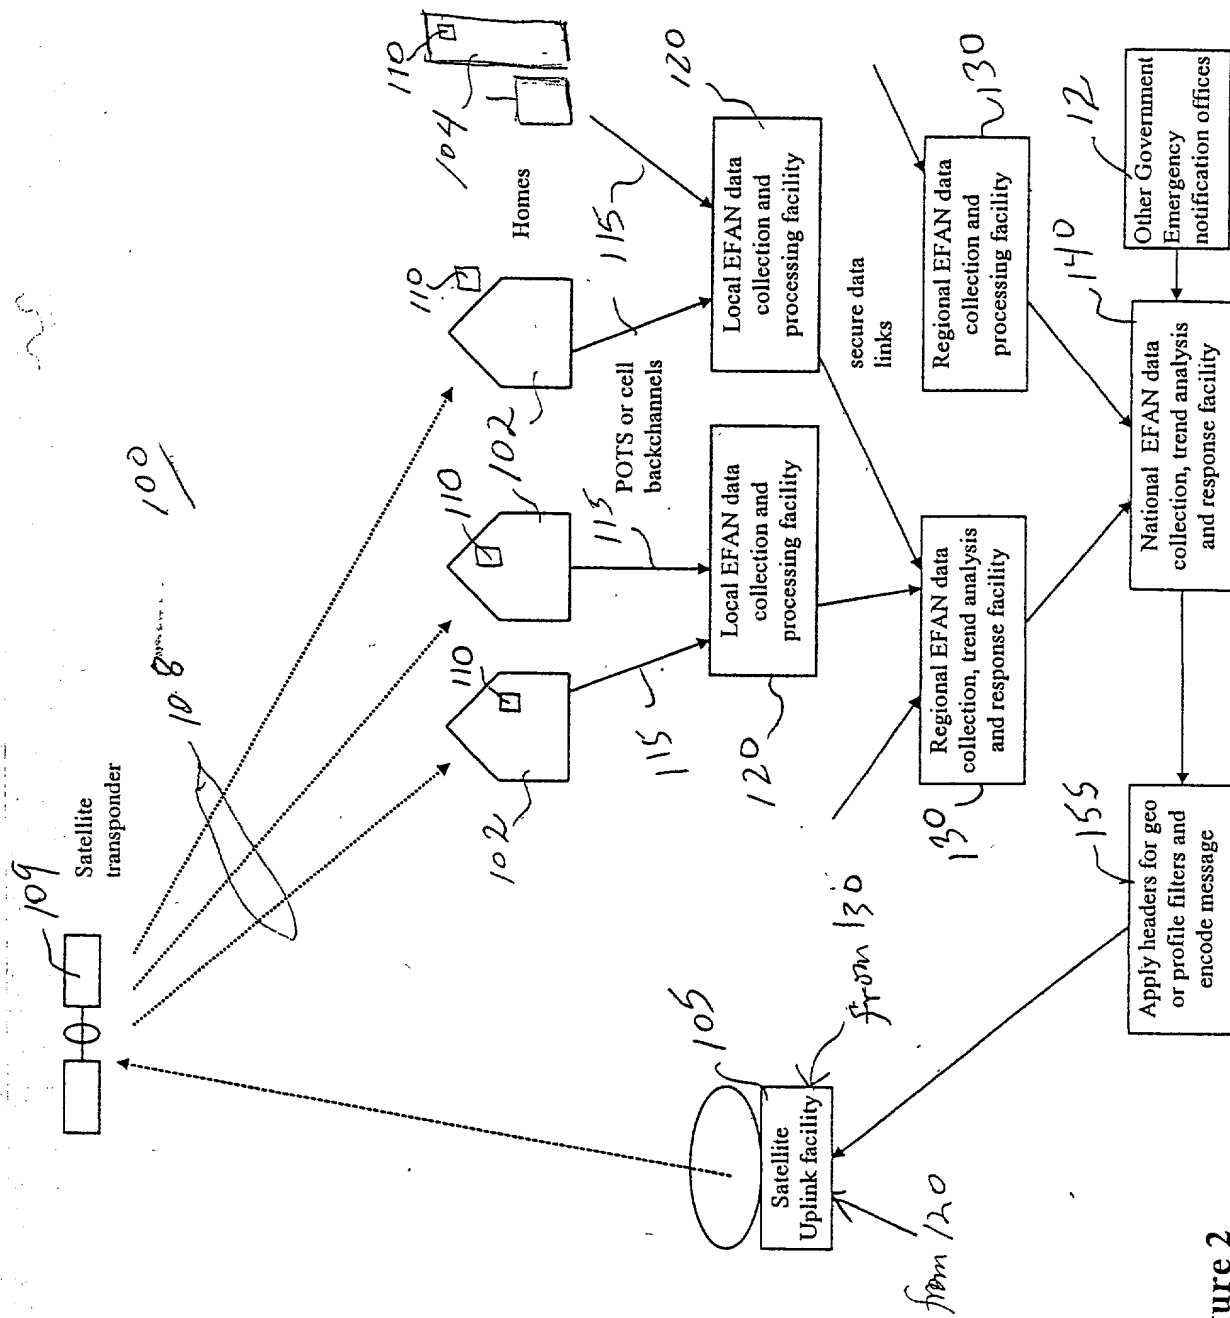 100
109
Satellite
transponder
108
110
104
110
110
110
102
102
102
Homes
115
115
115
115
POTS or cell
backchannels
105
Satellite
Uplink facility
from 120
from 130
120
Local EFAN data
collection and
processing facility
120
Local EFAN data
collection and
processing facility
secure data
links
130
Regional EFAN data
collection, trend analysis
and response facility
130
Regional EFAN data
collection and
processing facility
155
Apply headers for geo
or profile filters and
encode message
140
National EFAN data
collection, trend analysis
and response facility
12
Other Government
Emergency
notification offices
ure 2